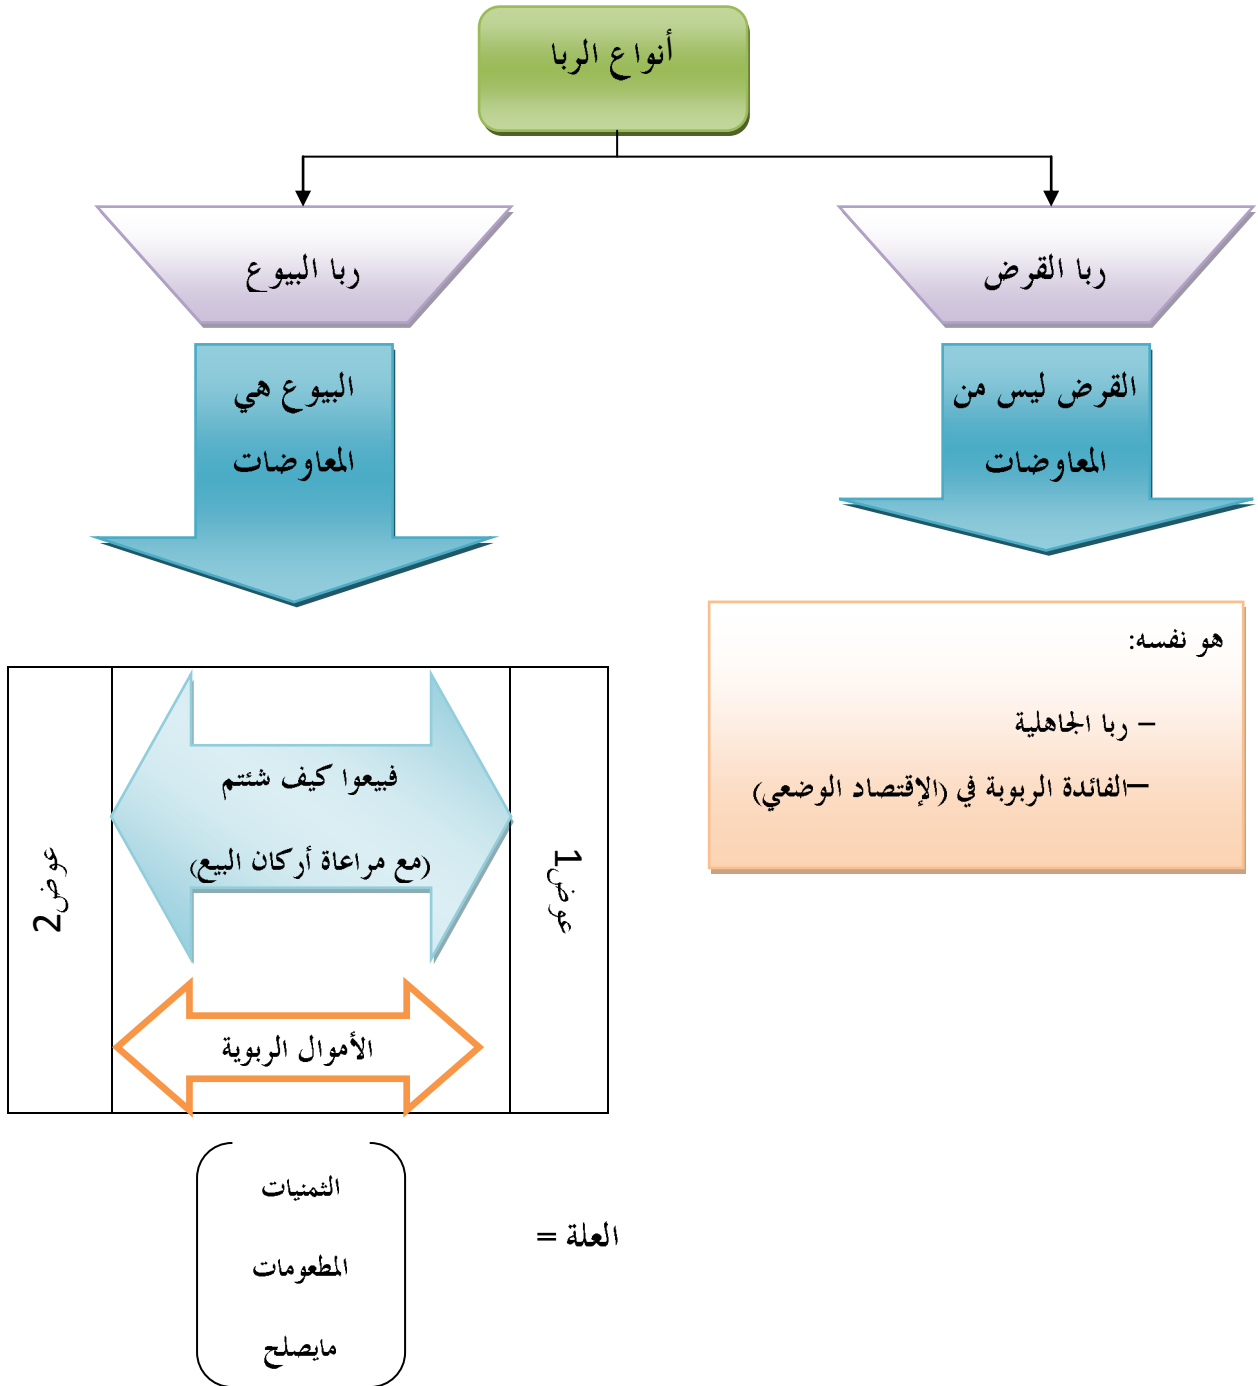 أنواع الربا
ربا القرض
ربا البيوع
القرض ليس من
المعاوضات
البيوع هي
المعاوضات
هو نفسه:
– ربا الجاهلية
–الفائدة الربوبة في (الإقتصاد الوضعي)
عوض1
فبيعوا كيف شئتم
(مع مراعاة أركان البيع)
الأموال الربوية
عوض2
العلة =
الثمنيات
المطعومات
مايصلح